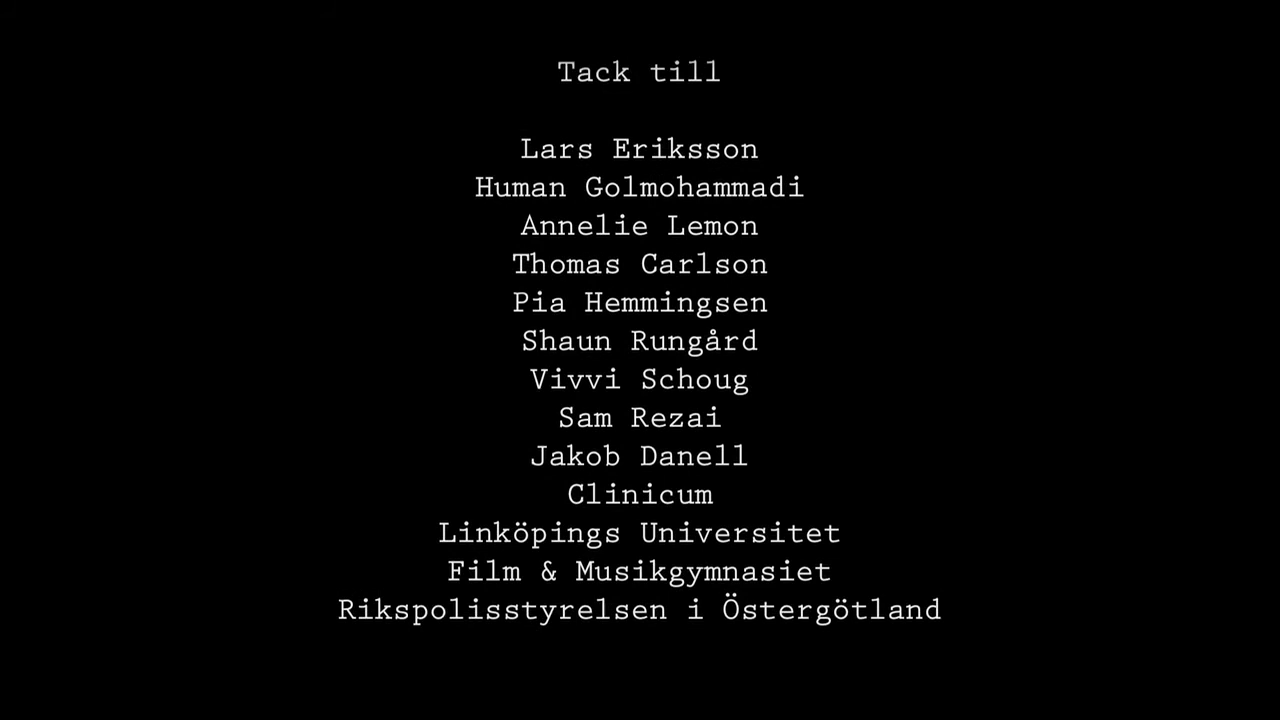 Tack till
Lars Eriksson
Human Golmohammadi
Annelie Lemon
Thomas Carlson
Pia Hemmingsen
Shaun Rungård
Vivvi Schoug
Sam Rezai
Jakob Danell
Clinicum
Linköpings Universitet
Film & Musikgymnasiet
Rikspolisstyrelsen i Östergötland